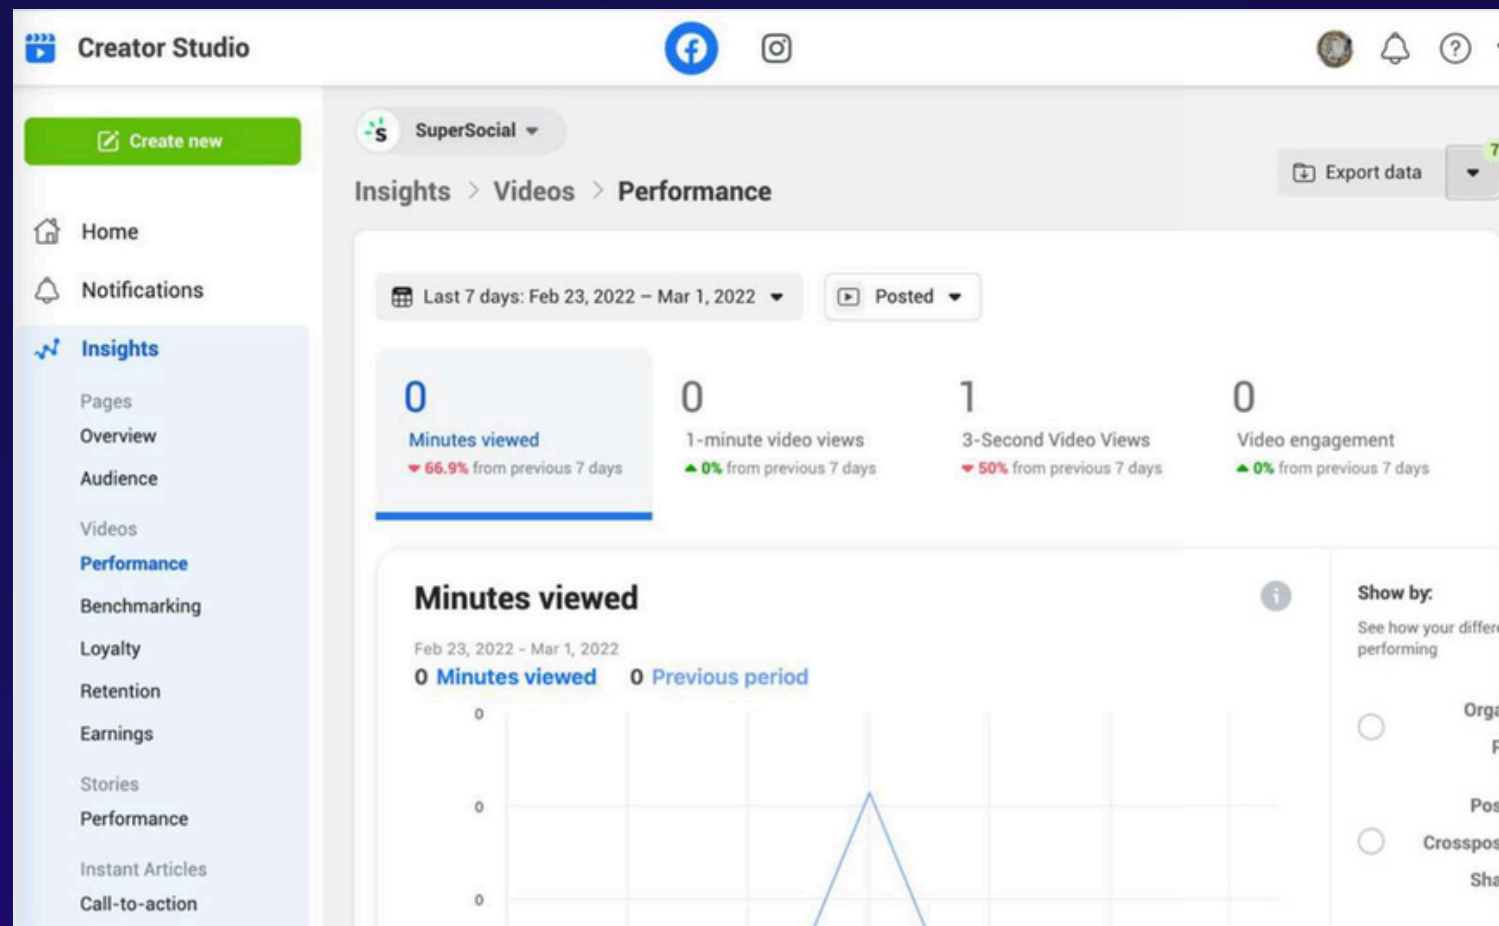 Creator Studio
Create new
SuperSocial
Insights > Videos > Performance
7
Export data
Home
Notifications
Insights
Pages
Overview
Audience
Videos
Performance
Benchmarking
Loyalty
Retention
Earnings
Stories
Performance
Instant Articles
Call-to-action
Last 7 days: Feb 23, 2022 – Mar 1, 2022
Posted
0
Minutes viewed
66.9% from previous 7 days
0
1-minute video views
0% from previous 7 days
1
3-Second Video Views
50% from previous 7 days
0
Video engagement
0% from previous 7 days
Minutes viewed
Feb 23, 2022 - Mar 1, 2022
0 Minutes viewed 0 Previous period
0
0
0
Show by:
See how your
performing